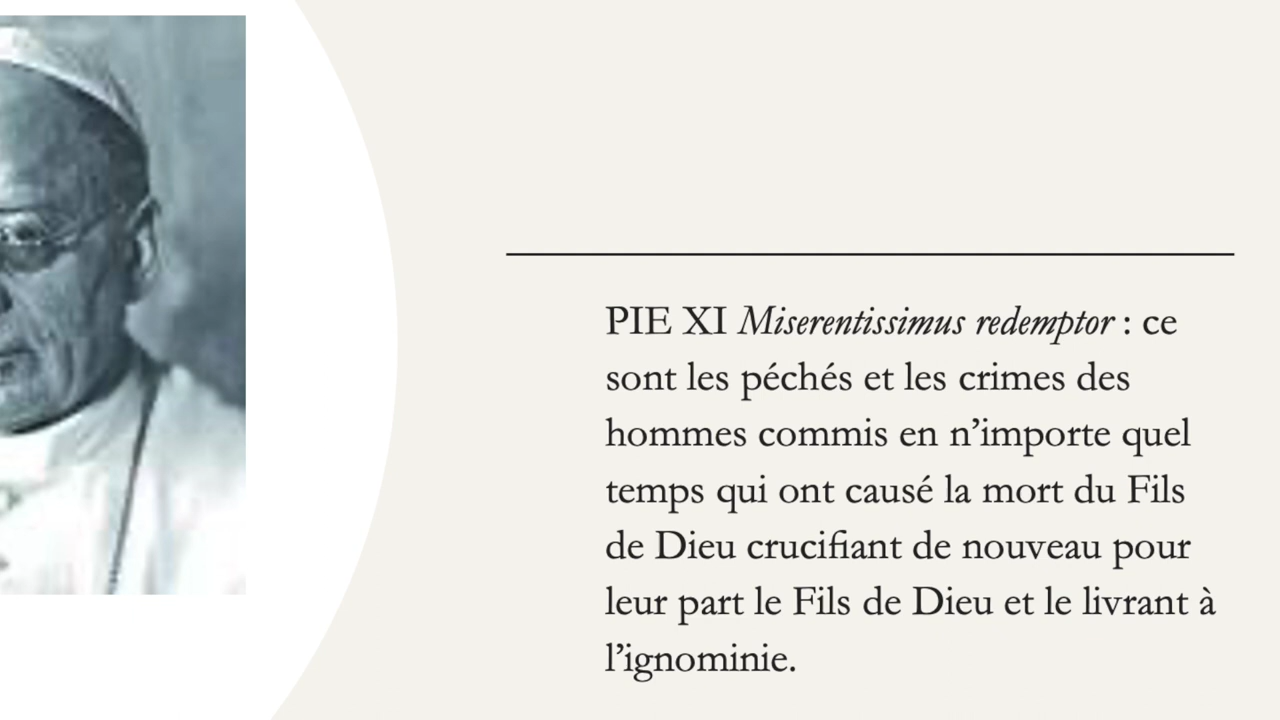 PIE XI Miserentissimus redemptor : ce
sont les péchés et les crimes des
hommes commis en n’importe quel
temps qui ont causé la mort du Fils
de Dieu crucifiant de nouveau pour
leur part le Fils de Dieu et le livrant à
l’ignominie.